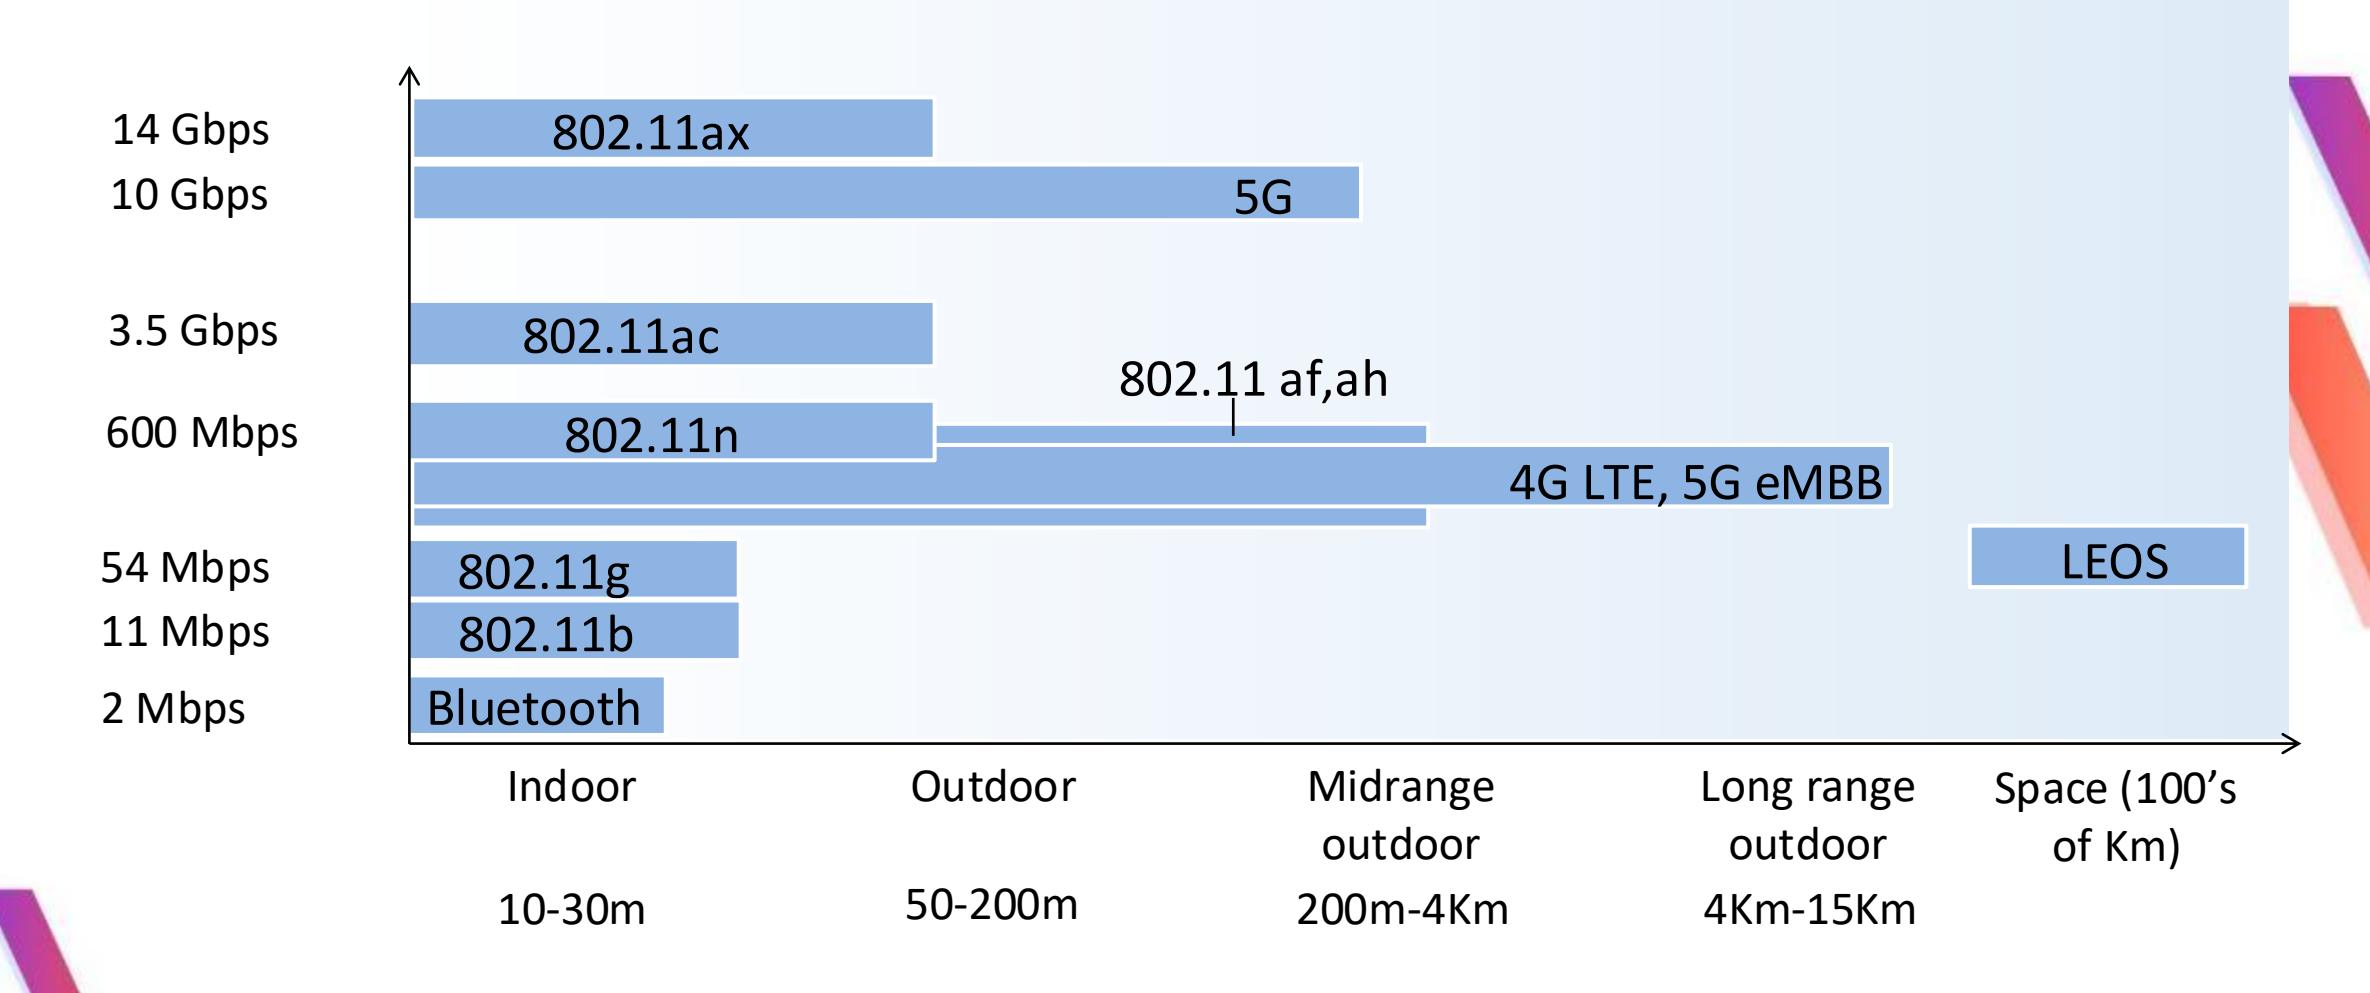 14 Gbps
802.11ax
10 Gbps
5G
3.5 Gbps
802.11ac
802.11 af,ah
600 Mbps
802.11n
4G LTE, 5G eMBB
54 Mbps
802.11g
LEOS
11 Mbps
802.11b
2 Mbps
Bluetooth
Indoor
10-30m
Outdoor
50-200m
Midrange
outdoor
200m-4Km
Long range
outdoor
4Km-15Km
Space (100’s
of Km)